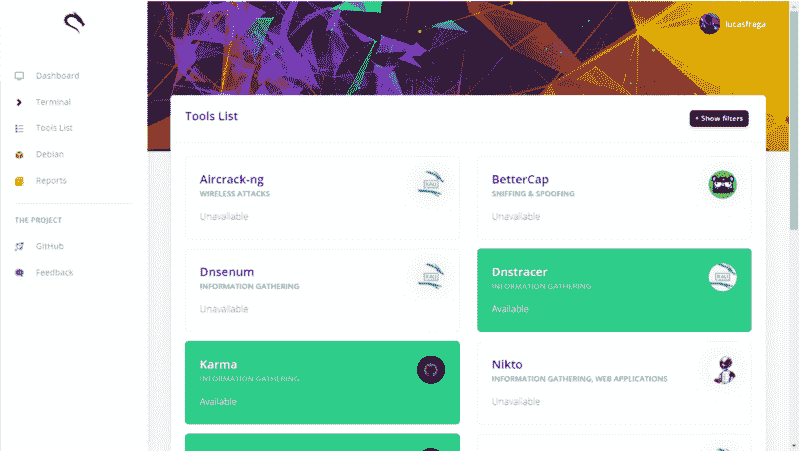 lucasfraga
Dashboard
Terminal
Tools List
Debian
Reports
THE PROJECT
GitHub
Feedback
Tools List
+ Show filters
Aircrack-ng
WIRELESS ATTACKS
Unavailable
BetterCap
SNIFFING & SPOOFING
Unavailable
Dnsenum
INFORMATION GATHERING
Unavailable
Dnstracer
INFORMATION GATHERING
Available
Karma
INFORMATION GATHERING
Available
Nikto
INFORMATION GATHERING, WEB APPLICATIONS
Unavailable